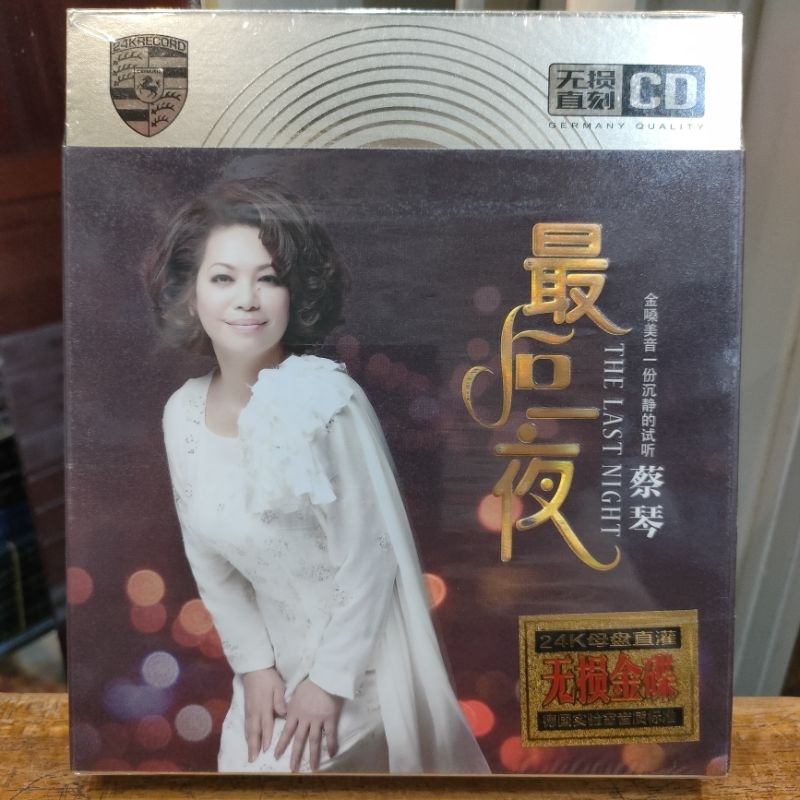 24KRECORD
无损
直刻
CD
GERMANY QUALITY
最后一夜
THE LAST NIGHT
金嗓美音一份沉静的试听
蔡琴
24K母盘直灌
无损金碟